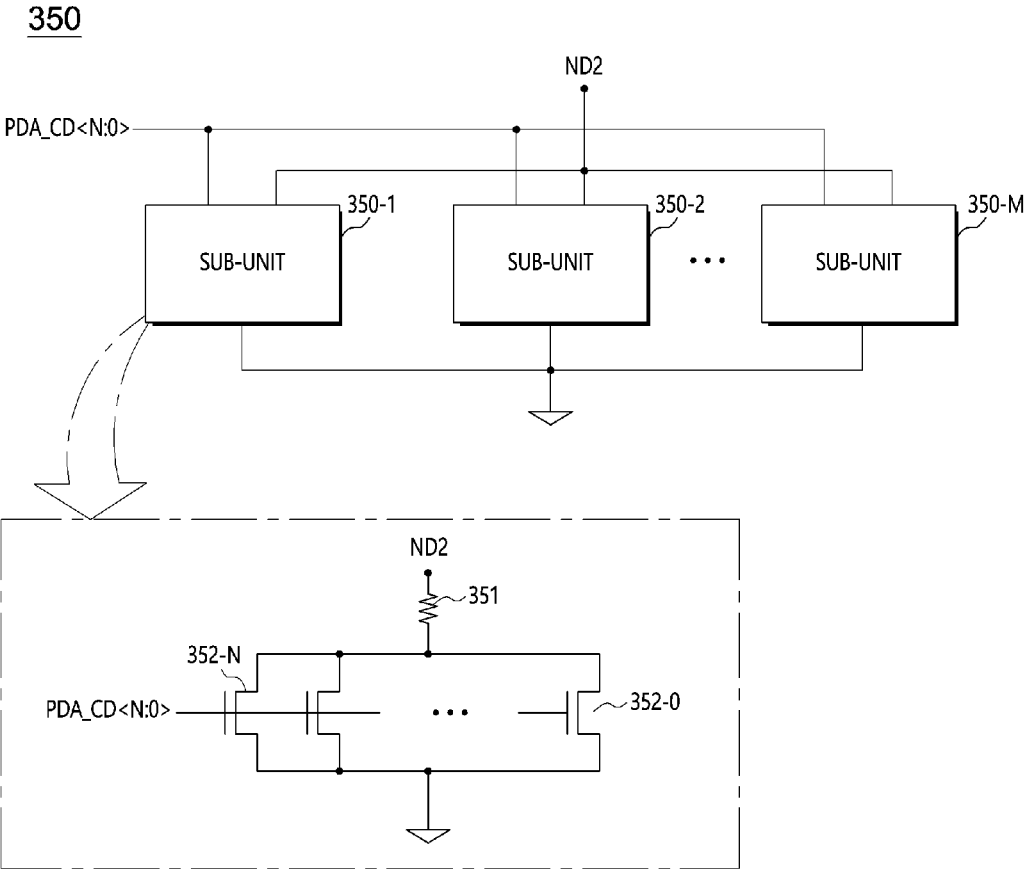 350
ND2
PDA_CD<N:0>
350-1
350-2
350-M
SUB-UNIT
SUB-UNIT
• • •
SUB-UNIT
ND2
351
352-N
PDA_CD<N:0>
• • •
352-0